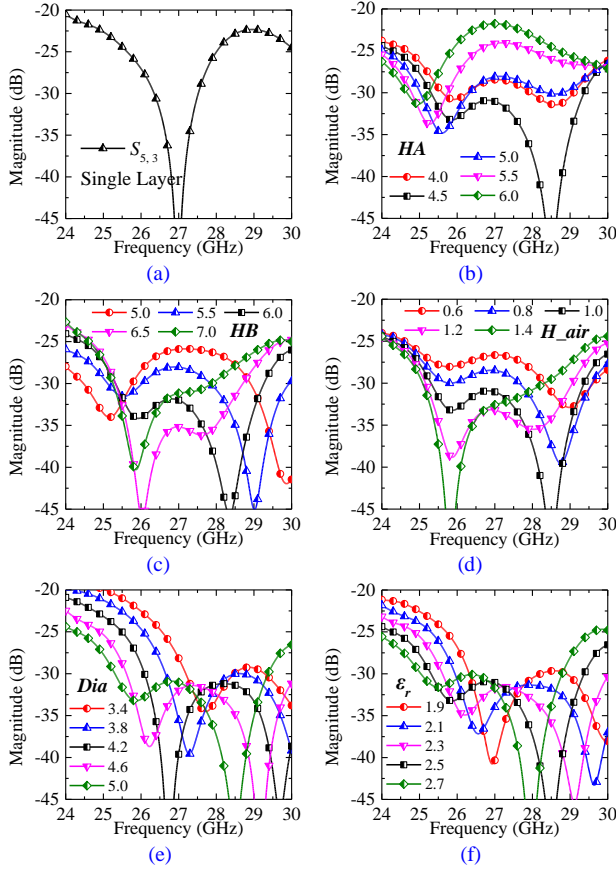 -20
-25
-30
-35
-40
-45
Magnitude (dB)
S5,3
Single Layer
24 25 26 27 28 29 30
Frequency (GHz)
(a)
-20
-25
-30
-35
-40
-45
Magnitude (dB)
HA
4.0
4.5
5.0
5.5
6.0
24 25 26 27 28 29 30
Frequency (GHz)
(b)
-20
-25
-30
-35
-40
-45
Magnitude (dB)
5.0 5.5 6.0
6.5 7.0 HB
24 25 26 27 28 29 30
Frequency (GHz)
(c)
-20
-25
-30
-35
-40
-45
Magnitude (dB)
0.6 0.8 1.0
1.2 1.4 H_air
24 25 26 27 28 29 30
Frequency (GHz)
(d)
-20
-25
-30
-35
-40
-45
Magnitude (dB)
Dia
3.4
3.8
4.2
4.6
5.0
24 25 26 27 28 29 30
Frequency (GHz)
(e)
-20
-25
-30
-35
-40
-45
Magnitude (dB)
εr
1.9
2.1
2.3
2.5
2.7
24 25 26 27 28 29 30
Frequency (GHz)
(f)